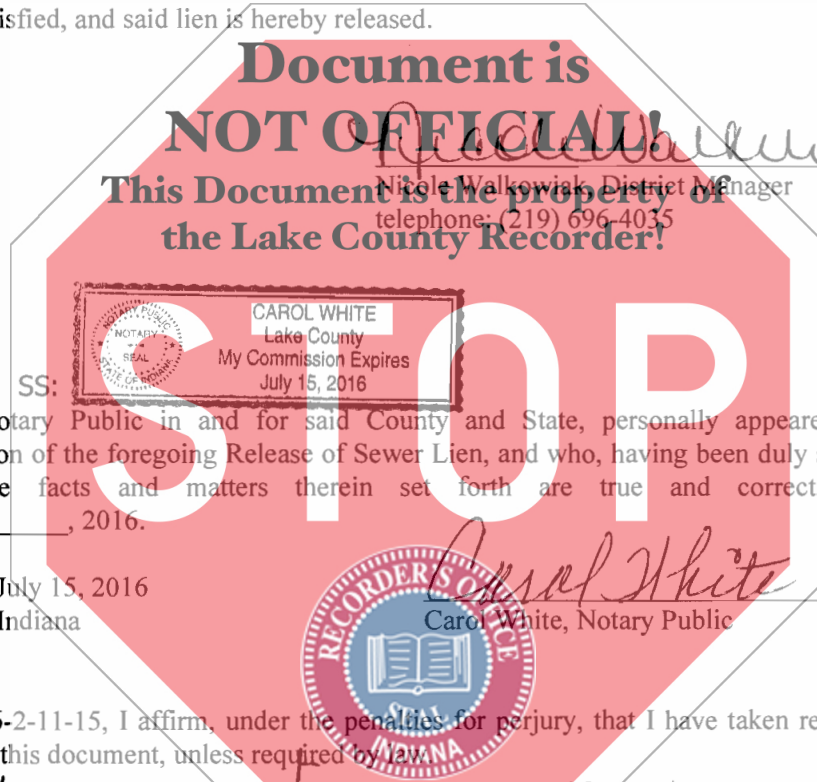 isfied, and said lien is hereby released.
Document is
NOT OFFICIAL!
This Document is the property of
the Lake County Recorder!
Nicole Walkowiak
Nicole Walkowiak, District Manager
telephone: (219) 696-4035
NOTARY PUBLIC
NOTARY
SEAL
STATE OF INDIANA
CAROL WHITE
Lake County
My Commission Expires
July 15, 2016
STOP
SS:
otary Public in and for said County and State, personally appeare
on of the foregoing Release of Sewer Lien, and who, having been duly
e facts and matters therein set forth are true and correct
, 2016.
Carol White
July 15, 2016
Indiana
Carol White, Notary Public
RECORDER'S OFFICE
SEAL
INDIANA
-2-11-15, I affirm, under the penalties for perjury, that I have taken re
this document, unless required by law.